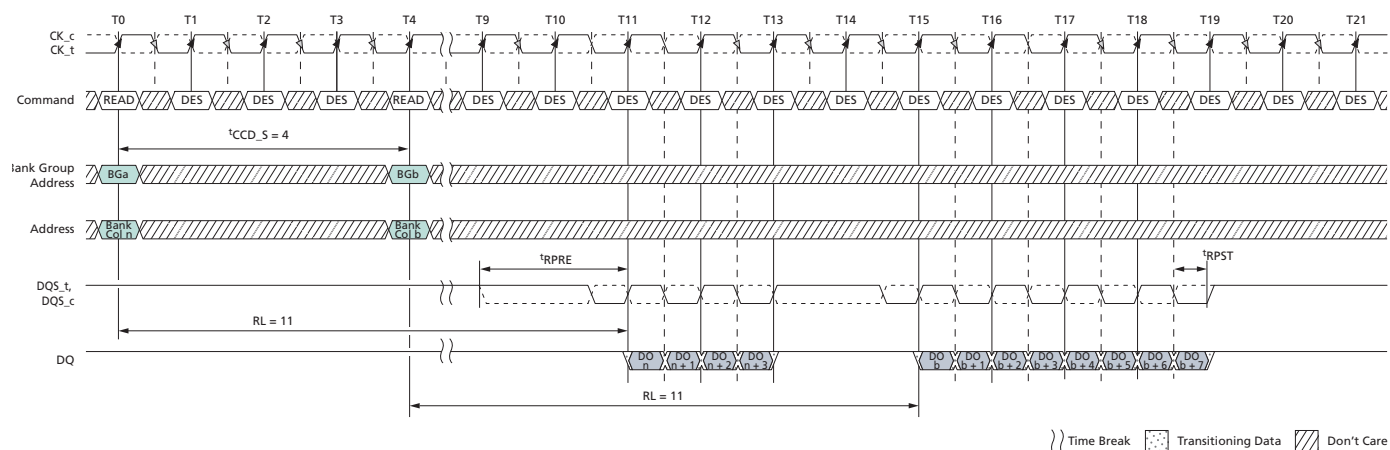 T0 T1 T2 T3 T4 T9 T10 T11 T12 T13 T14 T15 T16 T17 T18 T19 T20 T21
CK_c
CK_t
Command READ DES DES DES READ DES DES DES DES DES DES DES DES DES DES DES DES DES
tCCD_S = 4
Bank Group
Address
BGa BGb
Address
Bank
Col n
Bank
Col b
tRPRE
tRPST
DQS_t,
DQS_c
RL = 11
DQ
DO
n
DO
n + 1
DO
n + 2
DO
n + 3
DO
b
DO
b + 1
DO
b + 2
DO
b + 3
DO
b + 4
DO
b + 5
DO
b + 6
DO
b + 7
RL = 11
Time Break Transitioning Data Don't Care